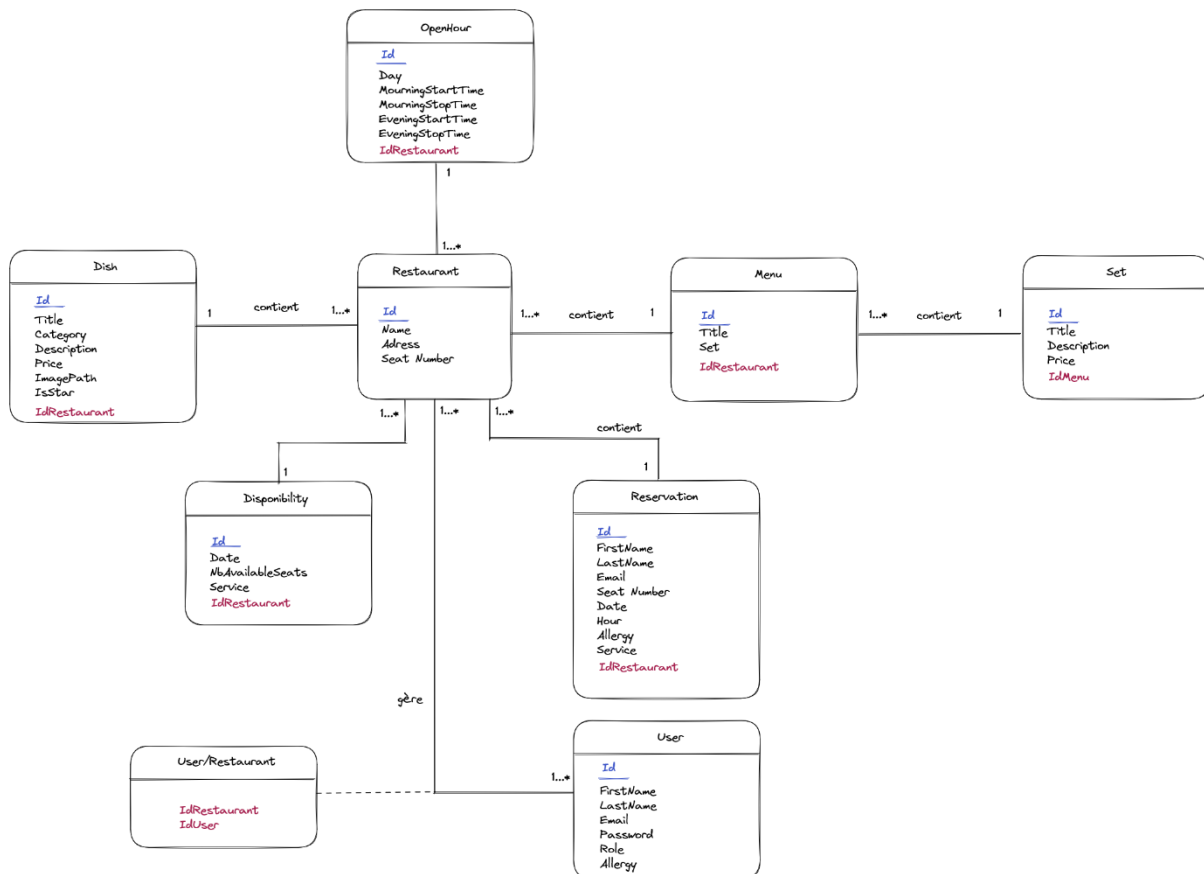 OpenHour
Id
Day
MourningStartTime
MourningStopTime
EveningStartTime
EveningStopTime
IdRestaurant
1
1...*
Dish
Id
Title
Category
Description
Price
ImagePath
IsStar
IdRestaurant
1
contient
1...*
Restaurant
Id
Name
Adress
Seat Number
1...*
contient
1
Menu
Id
Title
Set
IdRestaurant
1...*
contient
1
Set
Id
Title
Description
Price
IdMenu
1...*
1...*
1...*
contient
1
1
Disponibility
Id
Date
NbAvailableSeats
Service
IdRestaurant
Reservation
Id
FirstName
LastName
Email
Seat Number
Date
Hour
Allergy
Service
IdRestaurant
gère
User/Restaurant
IdRestaurant
IdUser
1...*
User
Id
FirstName
LastName
Email
Password
Role
Allergy